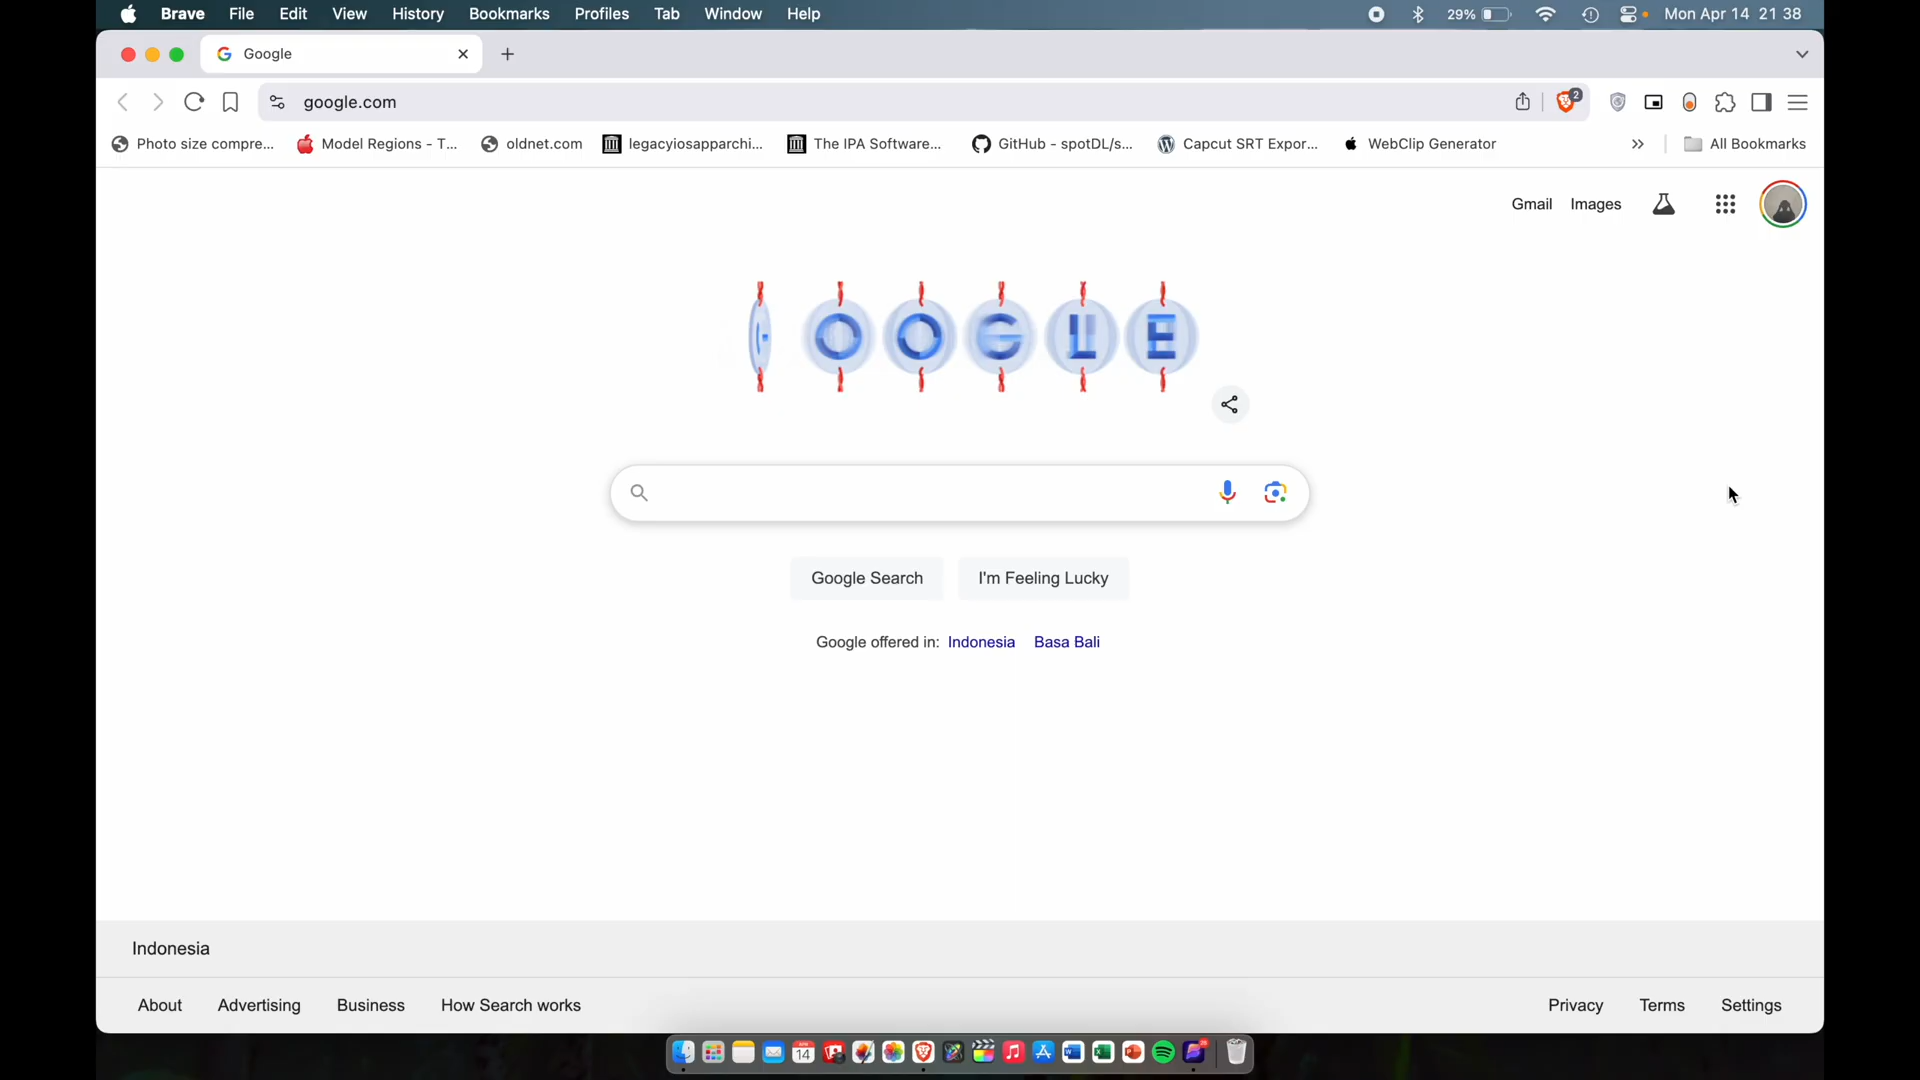 Brave File Edit View History Bookmarks Profiles Tab Window Help 29% Mon Apr 14 21 38
Google
google.com 2
Photo size compre... Model Regions - T... oldnet.com legacyiosapparchi... The IPA Software... GitHub - spotDL/s... Capcut SRT Expor... WebClip Generator » All Bookmarks
Gmail Images
G O O G L E
Google Search I'm Feeling Lucky
Google offered in: Indonesia Basa Bali
Indonesia
About Advertising Business How Search works Privacy Terms Settings
14